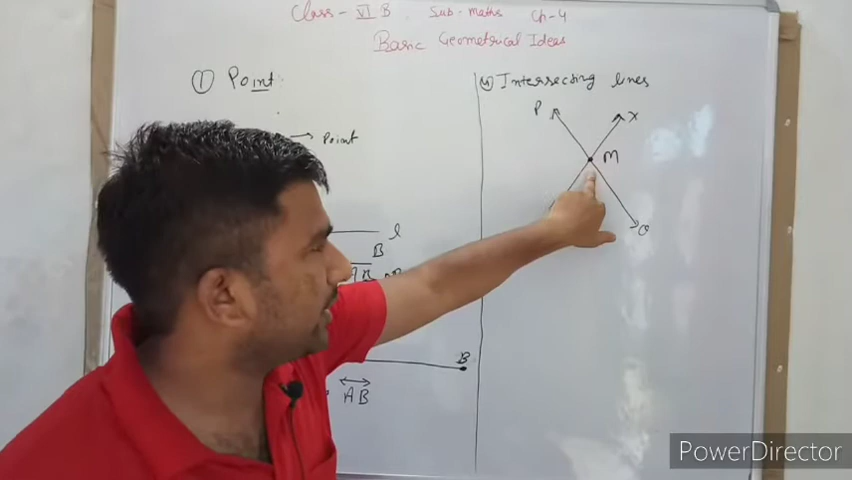 Class - VI B Sub - maths Ch-4
Basic Geometrical Ideas
① Point
→ Point
l
B
B
AB
④ Intersecting lines
P
X
M
Q
PowerDirector